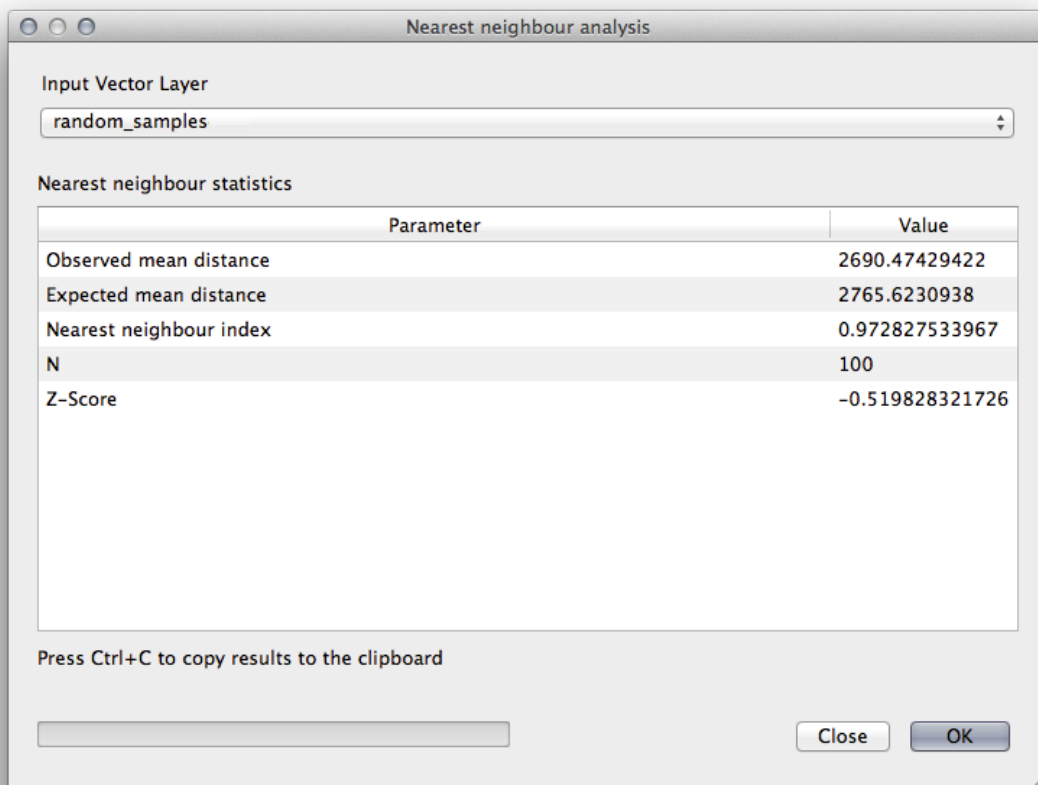 Nearest neighbour analysis
Input Vector Layer
random_samples
Nearest neighbour statistics
Parameter Value
Observed mean distance 2690.47429422
Expected mean distance 2765.6230938
Nearest neighbour index 0.972827533967
N 100
Z-Score -0.519828321726
Press Ctrl+C to copy results to the clipboard
Close OK